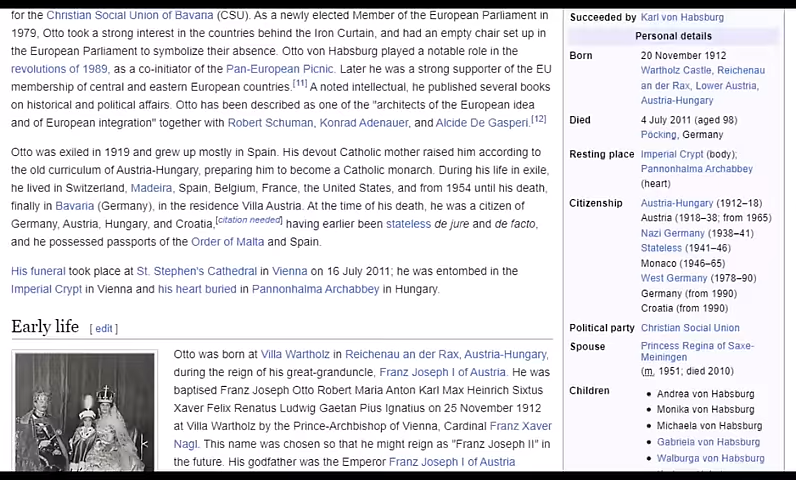 for the Christian Social Union of Bavaria (CSU). As a newly elected Member of the European Parliament in
1979, Otto took a strong interest in the countries behind the Iron Curtain, and had an empty chair set up in
the European Parliament to symbolize their absence. Otto von Habsburg played a notable role in the
revolutions of 1989, as a co-initiator of the Pan-European Picnic. Later he was a strong supporter of the EU
membership of central and eastern European countries.[11] A noted intellectual, he published several books
on historical and political affairs. Otto has been described as one of the "architects of the European idea
and of European integration" together with Robert Schuman, Konrad Adenauer, and Alcide De Gasperi.[12]
Otto was exiled in 1919 and grew up mostly in Spain. His devout Catholic mother raised him according to
the old curriculum of Austria-Hungary, preparing him to become a Catholic monarch. During his life in exile,
he lived in Switzerland, Madeira, Spain, Belgium, France, the United States, and from 1954 until his death,
finally in Bavaria (Germany), in the residence Villa Austria. At the time of his death, he was a citizen of
Germany, Austria, Hungary, and Croatia,[citation needed] having earlier been stateless de jure and de facto,
and he possessed passports of the Order of Malta and Spain.
His funeral took place at St. Stephen's Cathedral in Vienna on 16 July 2011; he was entombed in the
Imperial Crypt in Vienna and his heart buried in Pannonhalma Archabbey in Hungary.
Early life [ edit ]
Otto was born at Villa Wartholz in Reichenau an der Rax, Austria-Hungary,
during the reign of his great-granduncle, Franz Joseph I of Austria. He was
baptised Franz Joseph Otto Robert Maria Anton Karl Max Heinrich Sixtus
Xaver Felix Renatus Ludwig Gaetan Pius Ignatius on 25 November 1912
at Villa Wartholz by the Prince-Archbishop of Vienna, Cardinal Franz Xaver
Nagl. This name was chosen so that he might reign as "Franz Joseph II" in
the future. His godfather was the Emperor Franz Joseph I of Austria
Succeeded by Karl von Habsburg
Personal details
Born 20 November 1912
Wartholz Castle, Reichenau
an der Rax, Lower Austria,
Austria-Hungary
Died 4 July 2011 (aged 98)
Pöcking, Germany
Resting place Imperial Crypt (body);
Pannonhalma Archabbey
(heart)
Citizenship Austria-Hungary (1912–18)
Austria (1918–38; from 1965)
Nazi Germany (1938–41)
Stateless (1941–46)
Monaco (1946–65)
West Germany (1978–90)
Germany (from 1990)
Croatia (from 1990)
Political party Christian Social Union
Spouse Princess Regina of Saxe-
Meiningen
(m. 1951; died 2010)
Children • Andrea von Habsburg
• Monika von Habsburg
• Michaela von Habsburg
• Gabriela von Habsburg
• Walburga von Habsburg